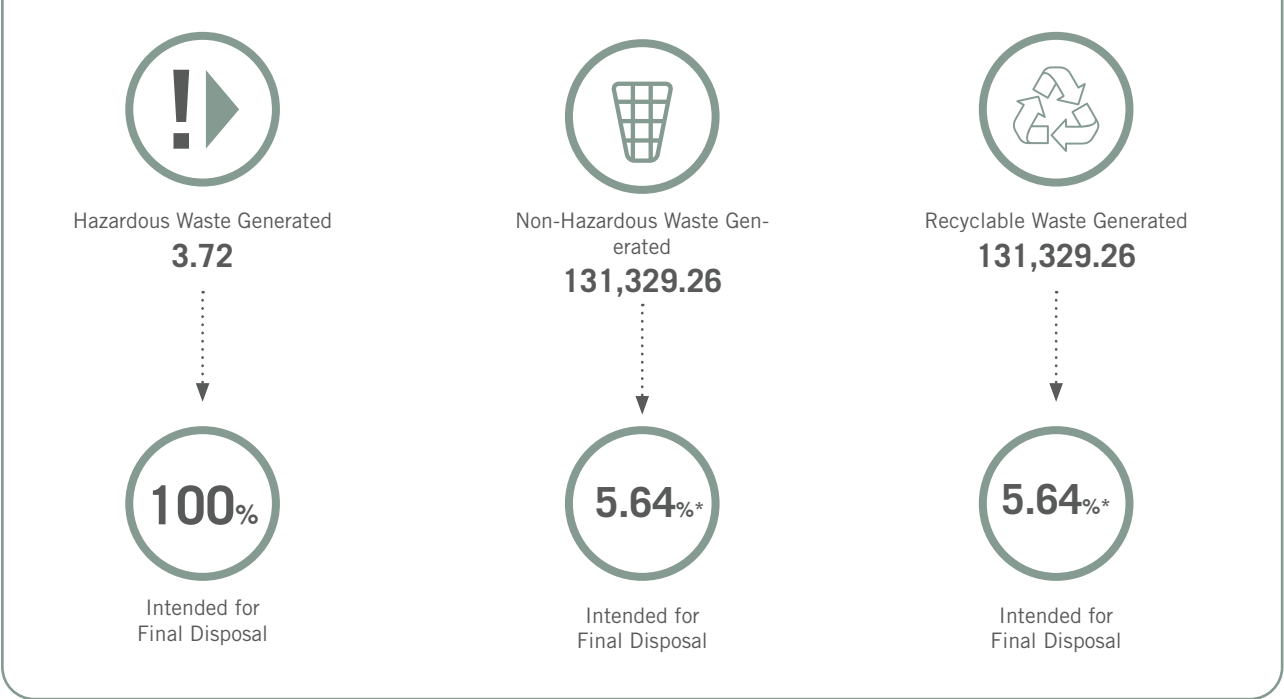 Hazardous Waste Generated
3.72
100%
Intended for
Final Disposal
Non-Hazardous Waste Gen-
erated
131,329.26
5.64%*
Intended for
Final Disposal
Recyclable Waste Generated
131,329.26
5.64%*
Intended for
Final Disposal